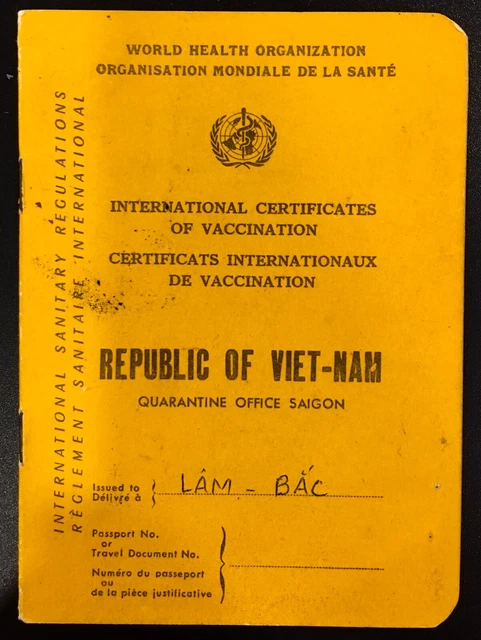 WORLD HEALTH ORGANIZATION
ORGANISATION MONDIALE DE LA SANTÉ
INTERNATIONAL CERTIFICATES
OF VACCINATION
CERTIFICATS INTERNATIONAUX
DE VACCINATION
REPUBLIC OF VIET-NAM
QUARANTINE OFFICE SAIGON
INTERNATIONAL SANITARY REGULATIONS
RÈGLEMENT SANITAIRE INTERNATIONAL
Issued to LÂM - BẮC
Délivré à
Passport No.
or
Travel Document No.
Numéro du passeport
ou
de la pièce justificative